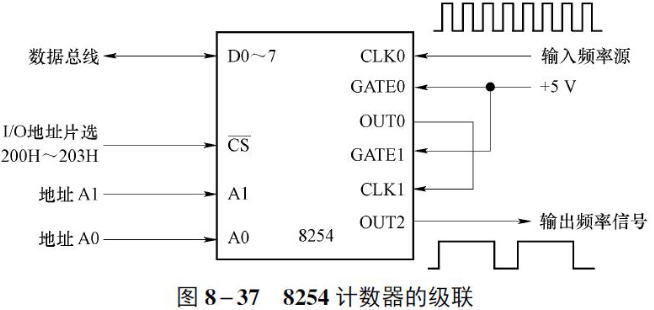 数据总线
D0～7
CLK0
输入频率源
GATE0
+5 V
I/O地址片选
200H～203H
CS
OUT0
GATE1
地址 A1
A1
CLK1
OUT2
输出频率信号
地址 A0
A0
8254
图 8-37 8254 计数器的级联